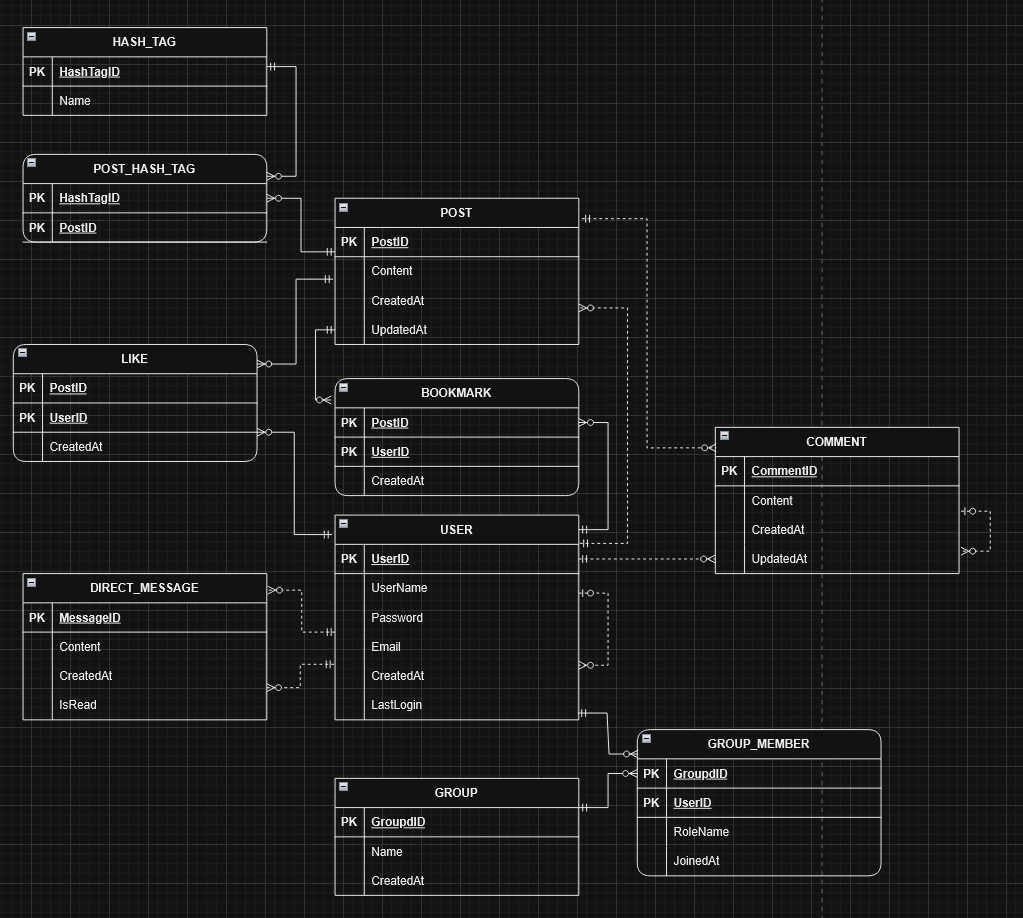 HASH_TAG
PK HashTagID
Name
POST_HASH_TAG
PK HashTagID
PK PostID
POST
PK PostID
Content
CreatedAt
UpdatedAt
LIKE
PK PostID
PK UserID
CreatedAt
BOOKMARK
PK PostID
PK UserID
CreatedAt
COMMENT
PK CommentID
Content
CreatedAt
UpdatedAt
USER
PK UserID
UserName
Password
Email
CreatedAt
LastLogin
DIRECT_MESSAGE
PK MessageID
Content
CreatedAt
IsRead
GROUP_MEMBER
PK GroupdID
PK UserID
RoleName
JoinedAt
GROUP
PK GroupdID
Name
CreatedAt